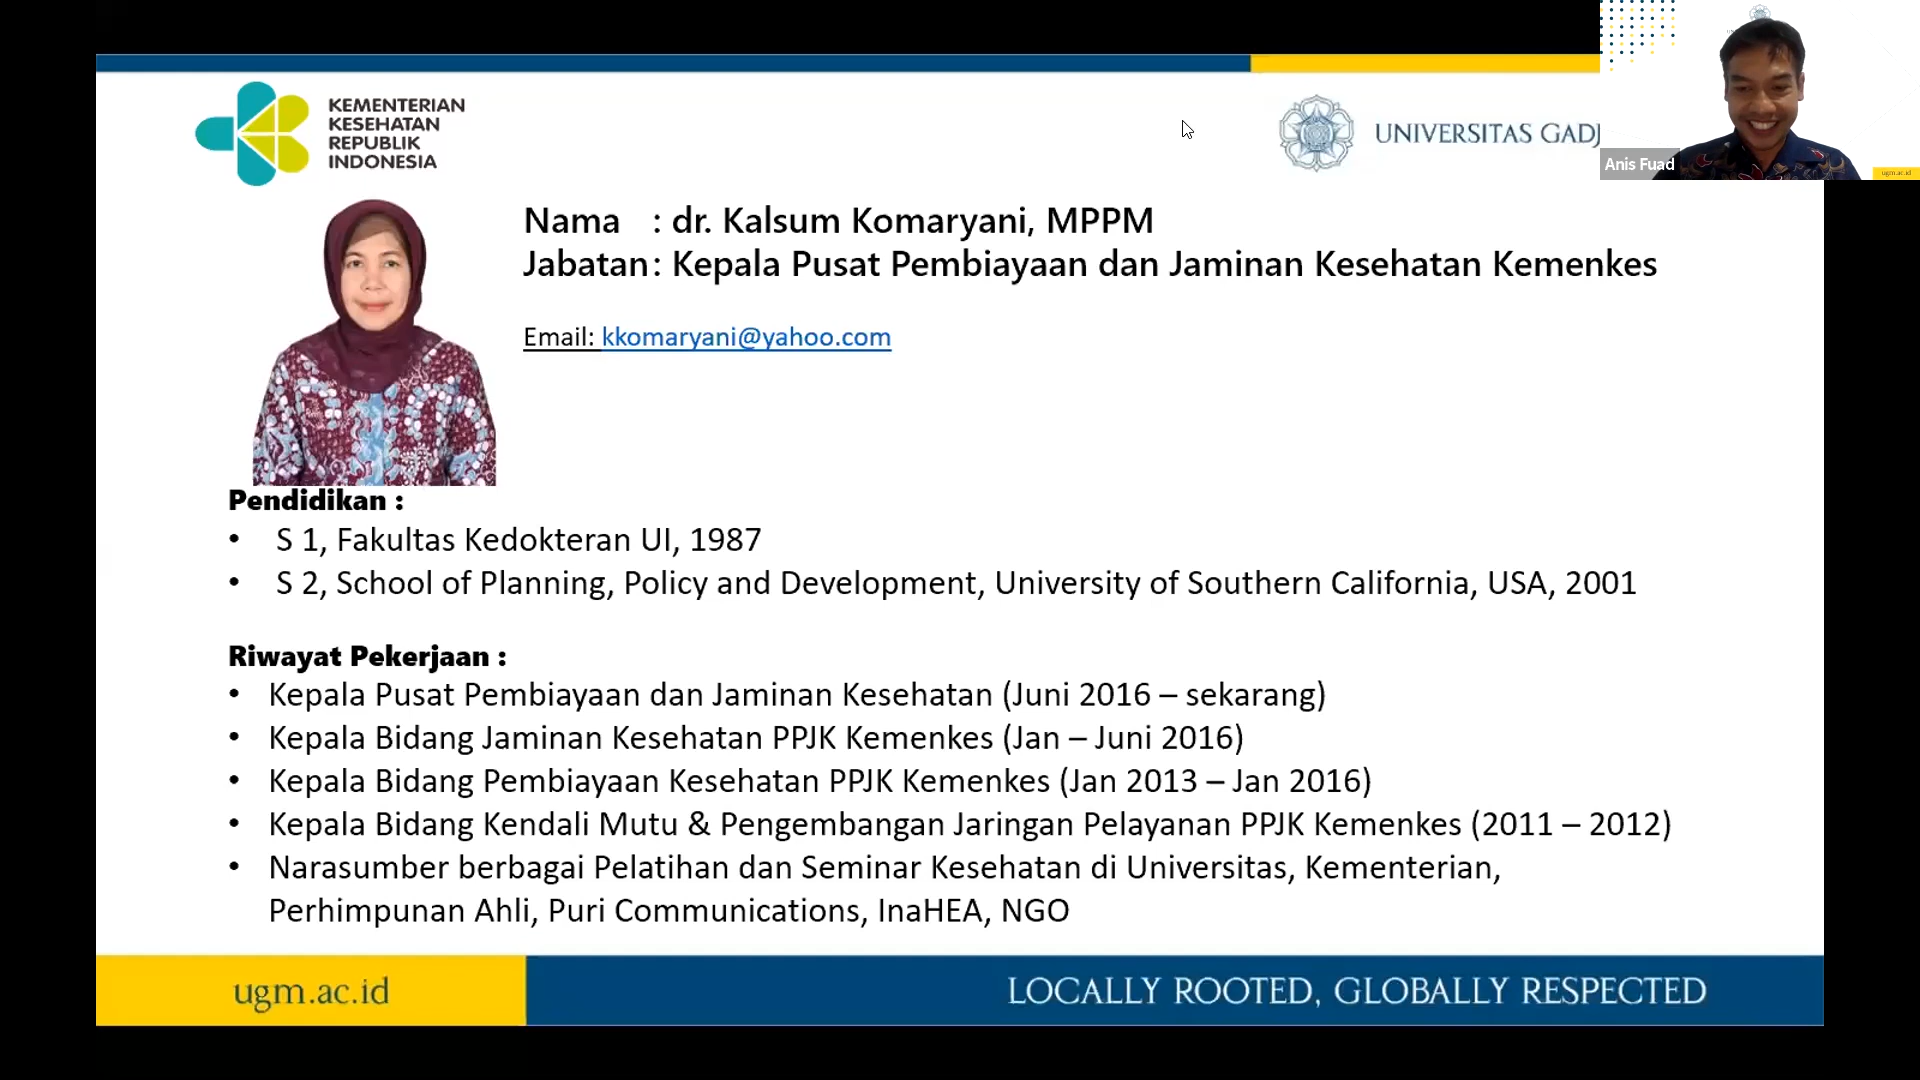 KEMENTERIAN
KESEHATAN
REPUBLIK
INDONESIA
UNIVERSITAS GADJ
Anis Fuad
ugm.ac.id
Nama : dr. Kalsum Komaryani, MPPM
Jabatan : Kepala Pusat Pembiayaan dan Jaminan Kesehatan Kemenkes
Email: kkomaryani@yahoo.com
Pendidikan :
• S 1, Fakultas Kedokteran UI, 1987
• S 2, School of Planning, Policy and Development, University of Southern California, USA, 2001
Riwayat Pekerjaan :
• Kepala Pusat Pembiayaan dan Jaminan Kesehatan (Juni 2016 – sekarang)
• Kepala Bidang Jaminan Kesehatan PPJK Kemenkes (Jan – Juni 2016)
• Kepala Bidang Pembiayaan Kesehatan PPJK Kemenkes (Jan 2013 – Jan 2016)
• Kepala Bidang Kendali Mutu & Pengembangan Jaringan Pelayanan PPJK Kemenkes (2011 – 2012)
• Narasumber berbagai Pelatihan dan Seminar Kesehatan di Universitas, Kementerian,
Perhimpunan Ahli, Puri Communications, InaHEA, NGO
ugm.ac.id
LOCALLY ROOTED, GLOBALLY RESPECTED